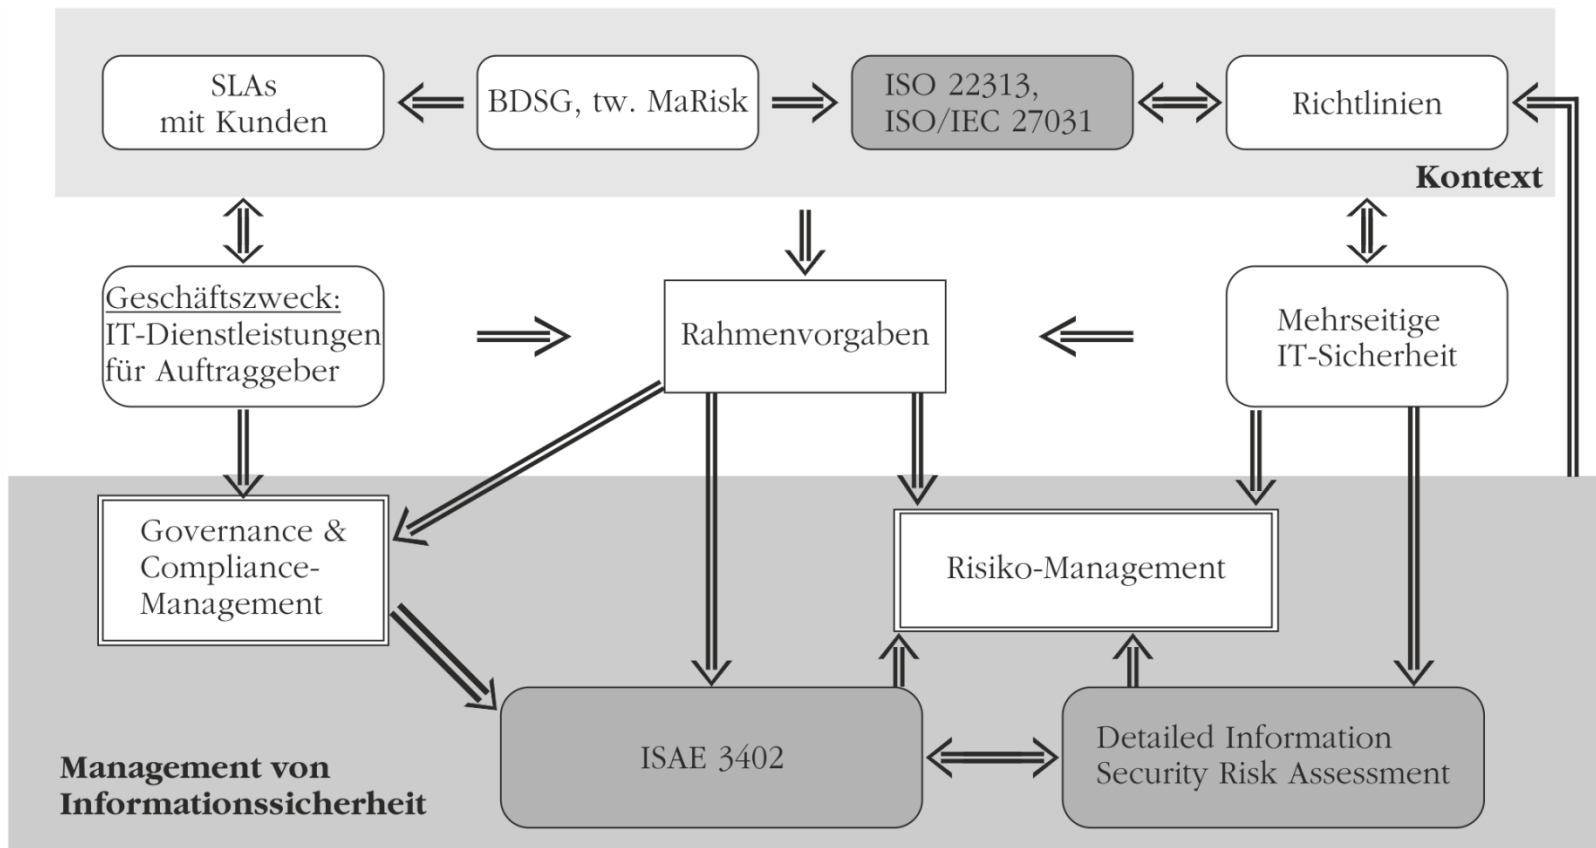 SLAs
mit Kunden
BDSG, tw. MaRisk
ISO 22313,
ISO/IEC 27031
Richtlinien
Kontext
Geschäftszweck:
IT-Dienstleistungen
für Auftraggeber
Rahmenvorgaben
Mehrseitige
IT-Sicherheit
Governance &
Compliance-
Management
Risiko-Management
ISAE 3402
Detailed Information
Security Risk Assessment
Management von
Informationssicherheit